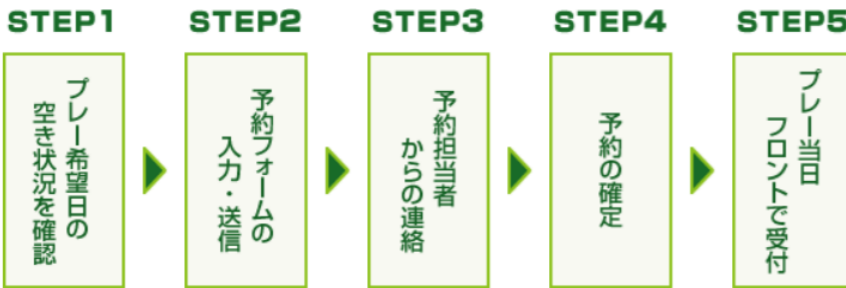 STEP1
プレー希望日の
空き状況を確認
STEP2
予約フォームの
入力・送信
STEP3
予約担当者
からの連絡
STEP4
予約の確定
STEP5
プレー当日
フロントで受付